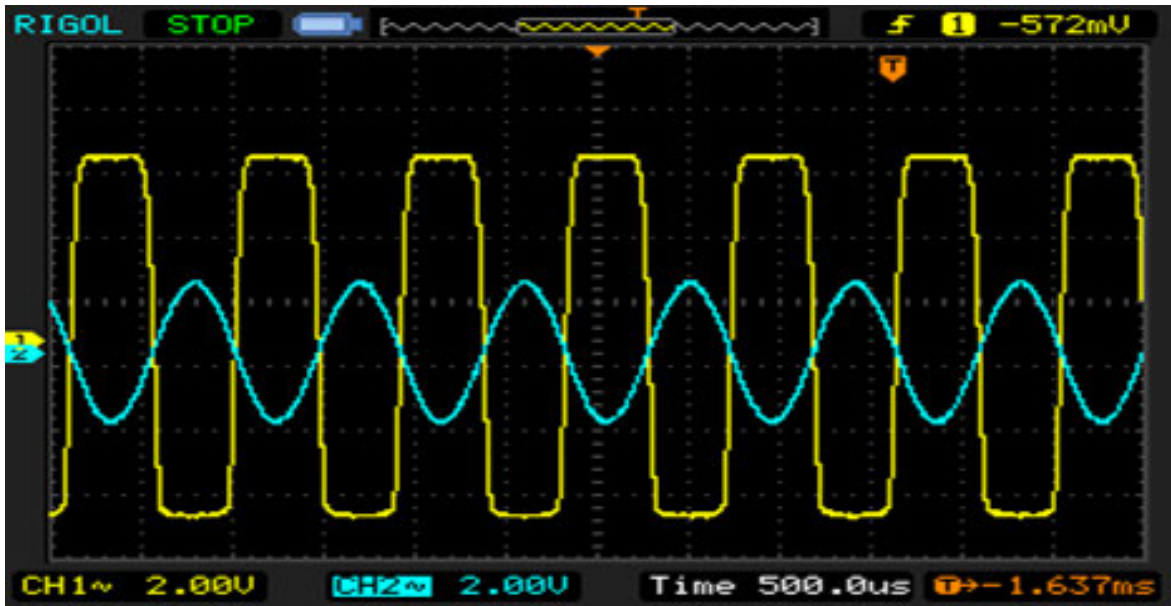 RIGOL STOP T 1 -572mV
T
1
2
CH1~ 2.00V CH2~ 2.00V Time 500.0us T→-1.637ms